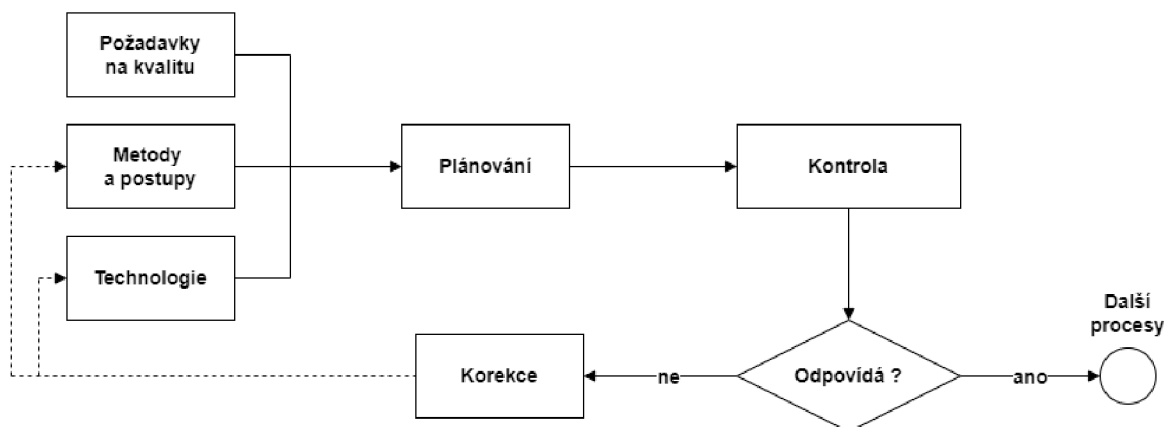 Požadavky
na kvalitu
Metody
a postupy
Plánování
Kontrola
Technologie
Další
procesy
Korekce
ne
Odpovídá ?
ano